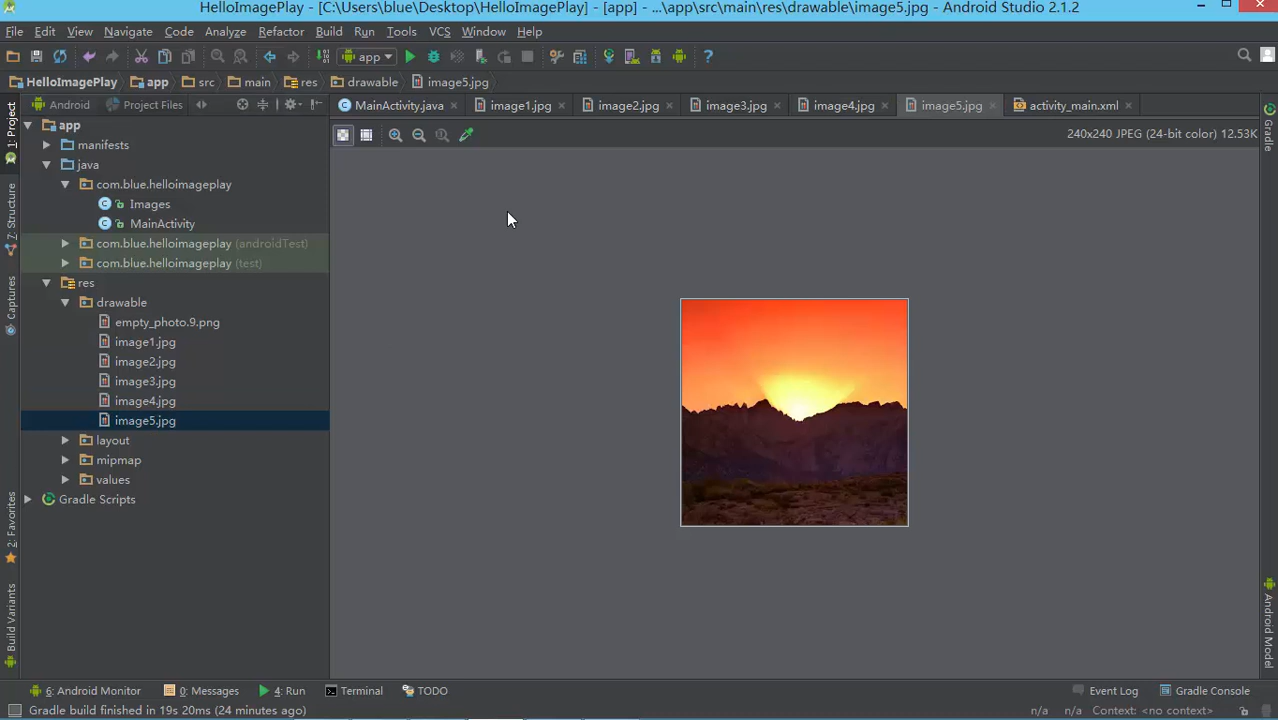 HelloImagePlay - [C:\Users\blue\Desktop\HelloImagePlay] - [app] - ...\app\src\main\res\drawable\image5.jpg - Android Studio 2.1.2
File Edit View Navigate Code Analyze Refactor Build Run Tools VCS Window Help
app
HelloImagePlay app src main res drawable image5.jpg
Android Project Files
MainActivity.java image1.jpg image2.jpg image3.jpg image4.jpg image5.jpg activity_main.xml
240x240 JPEG (24-bit color) 12.53K
1: Project
7: Structure
Captures
2: Favorites
Build Variants
app
manifests
java
com.blue.helloimageplay
Images
MainActivity
com.blue.helloimageplay (androidTest)
com.blue.helloimageplay (test)
res
drawable
empty_photo.9.png
image1.jpg
image2.jpg
image3.jpg
image4.jpg
image5.jpg
layout
mipmap
values
Gradle Scripts
Gradle
Android Model
6: Android Monitor 0: Messages 4: Run Terminal TODO Event Log Gradle Console
Gradle build finished in 19s 20ms (24 minutes ago) n/a n/a Context: <no context>